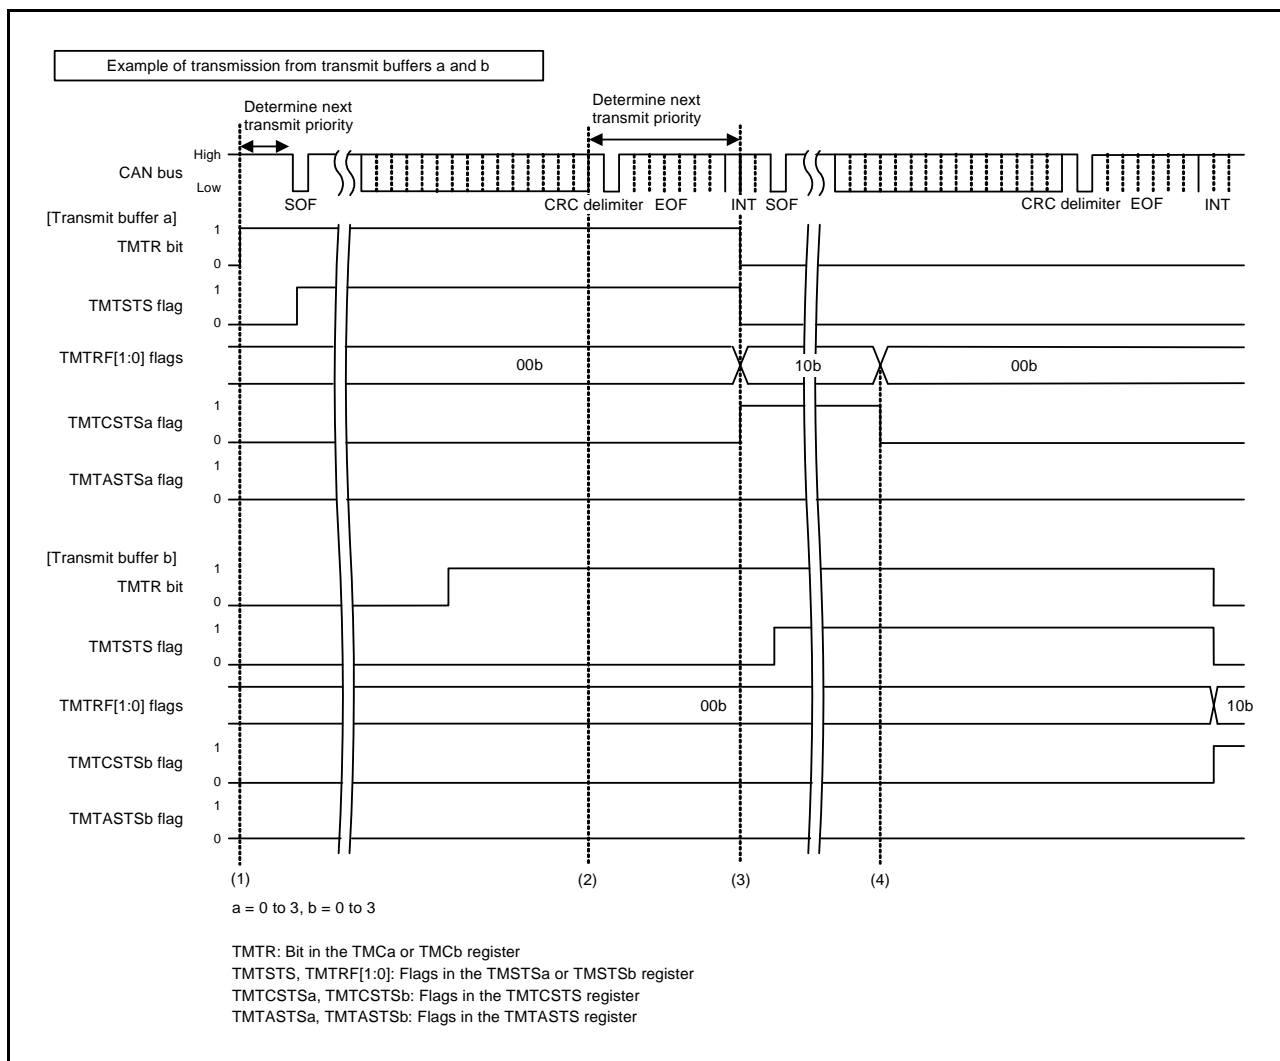 Example of transmission from transmit buffers a and b
Determine next
transmit priority
Determine next
transmit priority
CAN bus
High
Low
SOF
CRC delimiter
EOF
INT
SOF
CRC delimiter
EOF
INT
[Transmit buffer a]
TMTR bit
1
0
TMTSTS flag
1
0
TMTRF[1:0] flags
00b
10b
00b
TMTCSTSa flag
1
0
TMTASTSa flag
1
0
[Transmit buffer b]
TMTR bit
1
0
TMTSTS flag
1
0
TMTRF[1:0] flags
00b
10b
TMTCSTSb flag
1
0
TMTASTSb flag
1
0
(1)
(2)
(3)
(4)
a = 0 to 3, b = 0 to 3
TMTR: Bit in the TMCa or TMCb register
TMTSTS, TMTRF[1:0]: Flags in the TMSTSa or TMSTSb register
TMTCSTSa, TMTCSTSb: Flags in the TMTCSTS register
TMTASTSa, TMTASTSb: Flags in the TMTASTS register